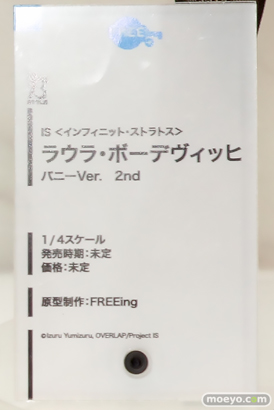 FREEing
IS <インフィニット・ストラトス>
ラウラ・ボーデヴィッヒ
バニーVer. 2nd
1/4スケール
発売時期：未定
価格：未定
原型制作：FREEing
©Izuru Yumizuru, OVERLAP/Project IS
moeyo.com